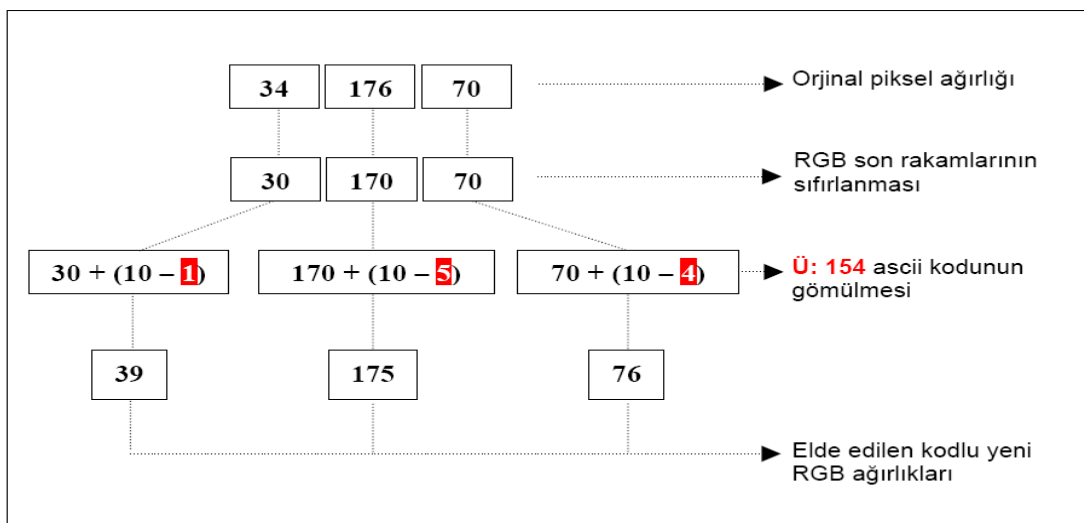 34 176 70 Orjinal piksel ağırlığı
30 170 70 RGB son rakamlarının
sıfırlanması
30 + (10 – 1) 170 + (10 – 5) 70 + (10 – 4) Ü: 154 ascii kodunun
gömülmesi
39 175 76
Elde edilen kodlu yeni
RGB ağırlıkları